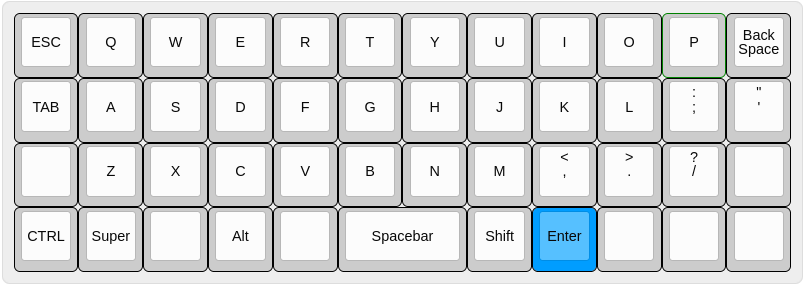 ESC Q W E R T Y U I O P Back Space
TAB A S D F G H J K L : ; " '
Z X C V B N M < , > . ? /
CTRL Super Alt Spacebar Shift Enter